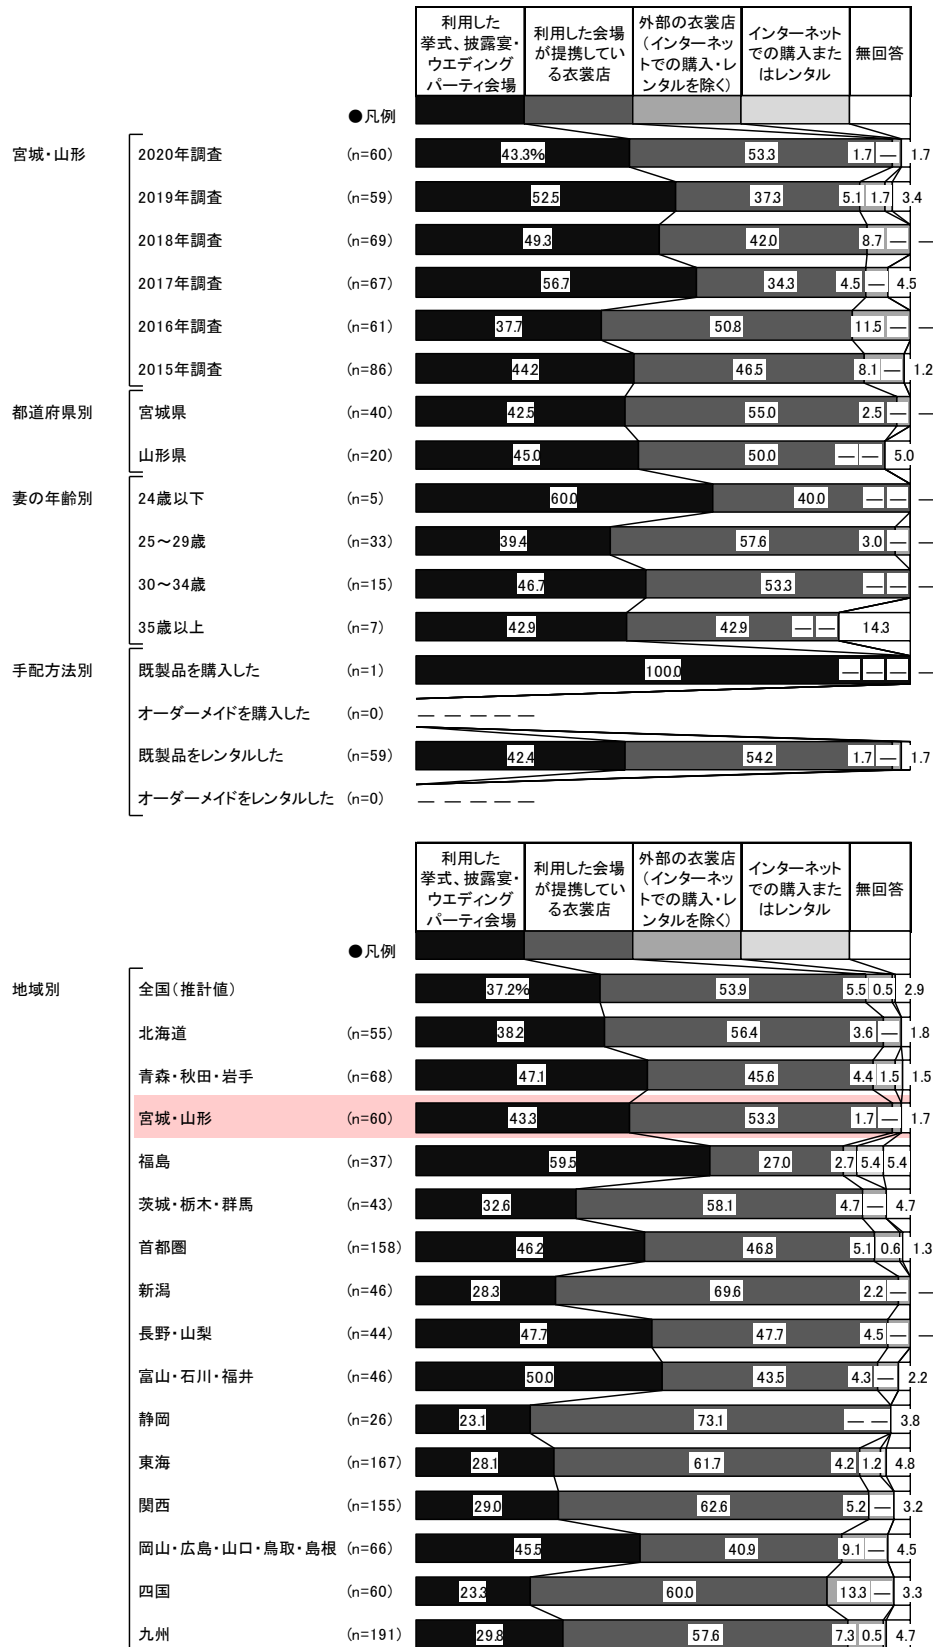 利用した
挙式、披露宴・
ウエディング
パーティ会場
利用した会場
が提携してい
る衣裳店
外部の衣裳店
(インターネッ
トでの購入・レ
ンタルを除く)
インターネット
での購入また
はレンタル
無回答
●凡例
宮城・山形 2020年調査 (n=60) 43.3% 53.3 1.7 ― 1.7
2019年調査 (n=59) 52.5 37.3 5.1 1.7 3.4
2018年調査 (n=69) 49.3 42.0 8.7 ― ―
2017年調査 (n=67) 56.7 34.3 4.5 ― 4.5
2016年調査 (n=61) 37.7 50.8 11.5 ― ―
2015年調査 (n=86) 44.2 46.5 8.1 ― 1.2
都道府県別 宮城県 (n=40) 42.5 55.0 2.5 ― ―
山形県 (n=20) 45.0 50.0 ― ― 5.0
妻の年齢別 24歳以下 (n=5) 60.0 40.0 ― ― ―
25～29歳 (n=33) 39.4 57.6 3.0 ― ―
30～34歳 (n=15) 46.7 53.3 ― ― ―
35歳以上 (n=7) 42.9 42.9 ― ― 14.3
手配方法別 既製品を購入した (n=1) 100.0 ― ― ― ―
オーダーメイドを購入した (n=0) ― ― ― ― ―
既製品をレンタルした (n=59) 42.4 54.2 1.7 ― 1.7
オーダーメイドをレンタルした (n=0) ― ― ― ― ―
利用した
挙式、披露宴・
ウエディング
パーティ会場
利用した会場
が提携してい
る衣裳店
外部の衣裳店
(インターネッ
トでの購入・レ
ンタルを除く)
インターネット
での購入また
はレンタル
無回答
●凡例
地域別 全国(推計値) 37.2% 53.9 5.5 0.5 2.9
北海道 (n=55) 38.2 56.4 3.6 ― 1.8
青森・秋田・岩手 (n=68) 47.1 45.6 4.4 1.5 1.5
宮城・山形 (n=60) 43.3 53.3 1.7 ― 1.7
福島 (n=37) 59.5 27.0 2.7 5.4 5.4
茨城・栃木・群馬 (n=43) 32.6 58.1 4.7 ― 4.7
首都圏 (n=158) 46.2 46.8 5.1 0.6 1.3
新潟 (n=46) 28.3 69.6 2.2 ― ―
長野・山梨 (n=44) 47.7 47.7 4.5 ― ―
富山・石川・福井 (n=46) 50.0 43.5 4.3 ― 2.2
静岡 (n=26) 23.1 73.1 ― ― 3.8
東海 (n=167) 28.1 61.7 4.2 1.2 4.8
関西 (n=155) 29.0 62.6 5.2 ― 3.2
岡山・広島・山口・鳥取・島根 (n=66) 45.5 40.9 9.1 ― 4.5
四国 (n=60) 23.3 60.0 13.3 ― 3.3
九州 (n=191) 29.8 57.6 7.3 0.5 4.7